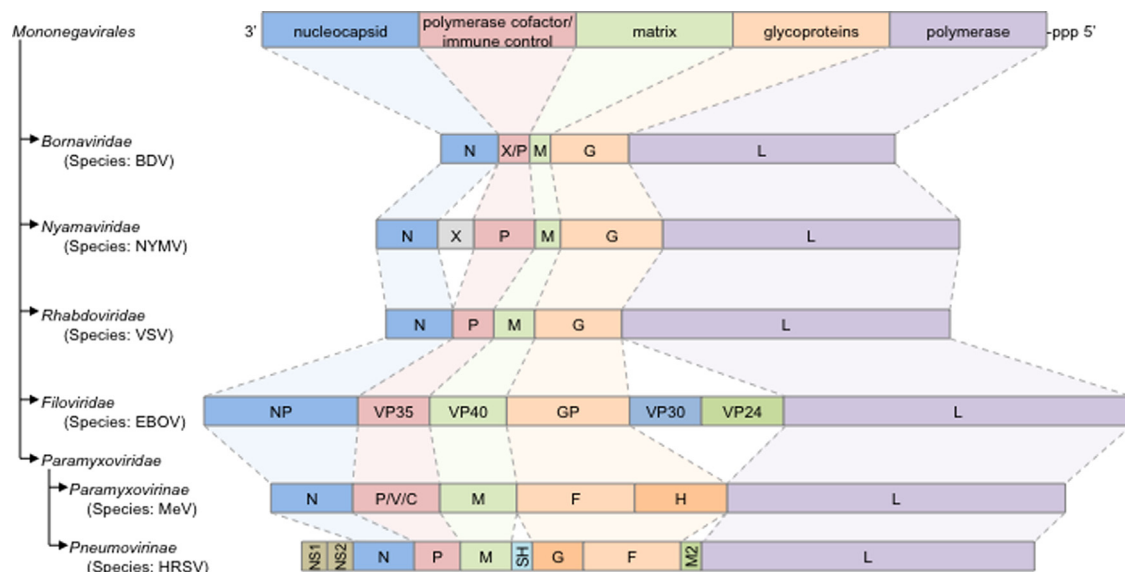 Mononegavirales
3' nucleocapsid polymerase cofactor/ immune control matrix glycoproteins polymerase -ppp 5'
Bornaviridae
(Species: BDV)
N X/P M G L
Nyamaviridae
(Species: NYMV)
N X P M G L
Rhabdoviridae
(Species: VSV)
N P M G L
Filoviridae
(Species: EBOV)
NP VP35 VP40 GP VP30 VP24 L
Paramyxoviridae
Paramyxovirinae
(Species: MeV)
N P/V/C M F H L
Pneumovirinae
(Species: HRSV)
NS1 NS2 N P M SH G F M2 L